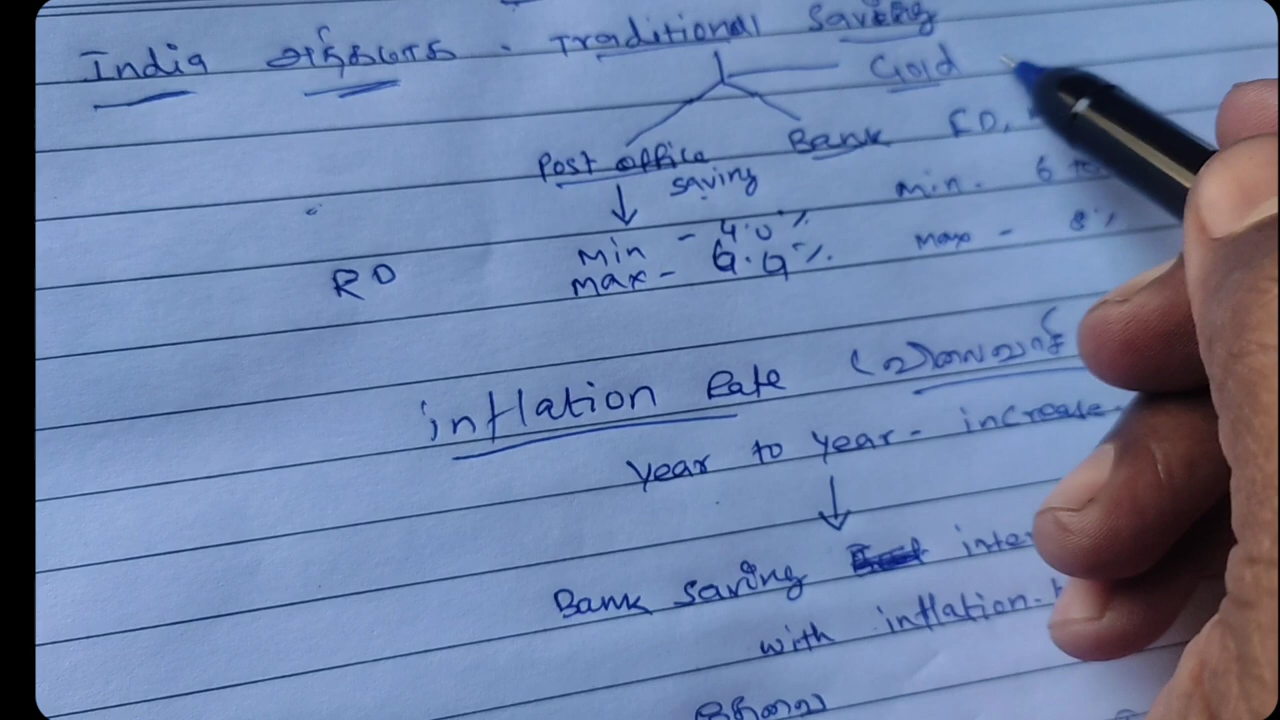 India அதிகமாக . Traditional Saving
Gold
Post office Bank FD,
saving min. 6
Min - 4.0%
max - 8%
RD max - 9.9%
inflation Rate (விலைவாசி
year to year - increase
Bank saving
with inflation